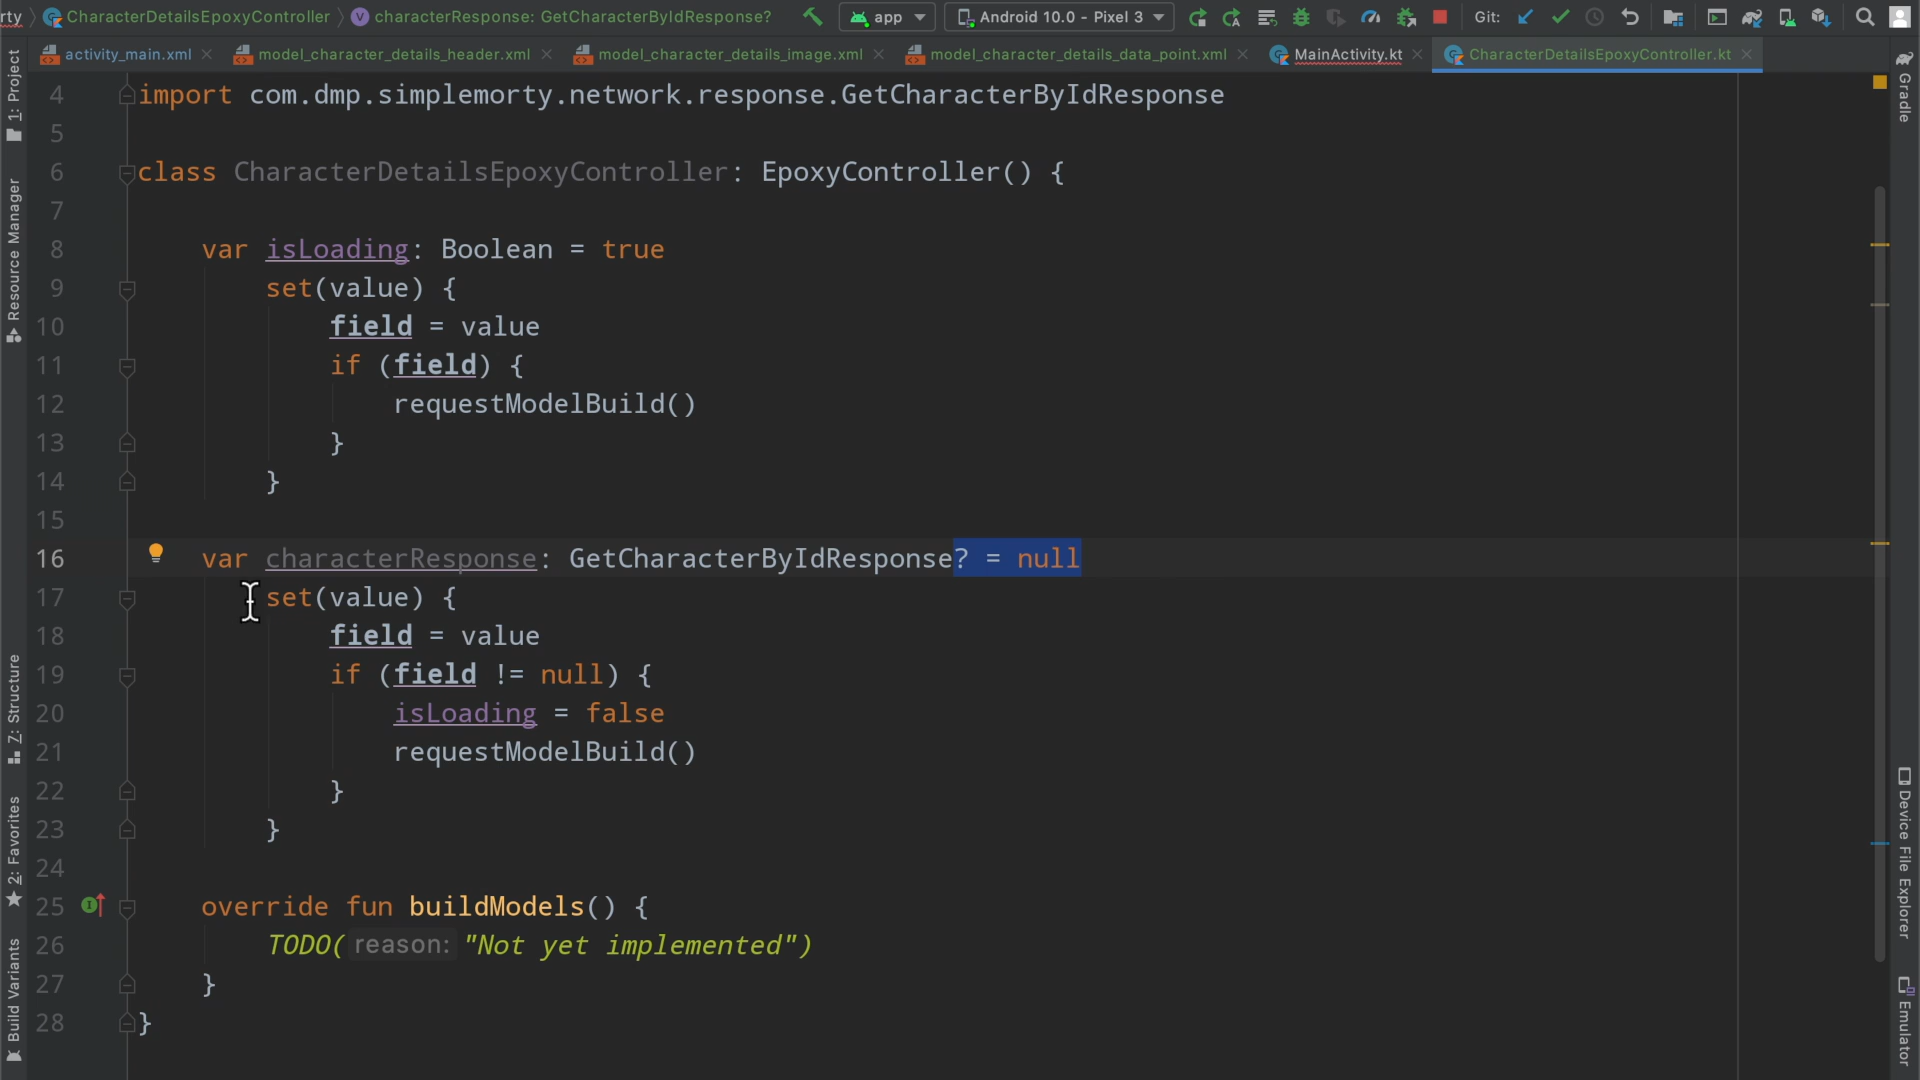 rty CharacterDetailsEpoxyController characterResponse: GetCharacterByIdResponse? app Android 10.0 - Pixel 3 Git:
activity_main.xml model_character_details_header.xml model_character_details_image.xml model_character_details_data_point.xml MainActivity.kt CharacterDetailsEpoxyController.kt
1: Project
Resource Manager
Z: Structure
2: Favorites
Build Variants
4 import com.dmp.simplemorty.network.response.GetCharacterByIdResponse
5
6 class CharacterDetailsEpoxyController: EpoxyController() {
7
8 var isLoading: Boolean = true
9 set(value) {
10 field = value
11 if (field) {
12 requestModelBuild()
13 }
14 }
15
16 var characterResponse: GetCharacterByIdResponse? = null
17 set(value) {
18 field = value
19 if (field != null) {
20 isLoading = false
21 requestModelBuild()
22 }
23 }
24
25 override fun buildModels() {
26 TODO( reason: "Not yet implemented")
27 }
28 }
Gradle
Device File Explorer
Emulator